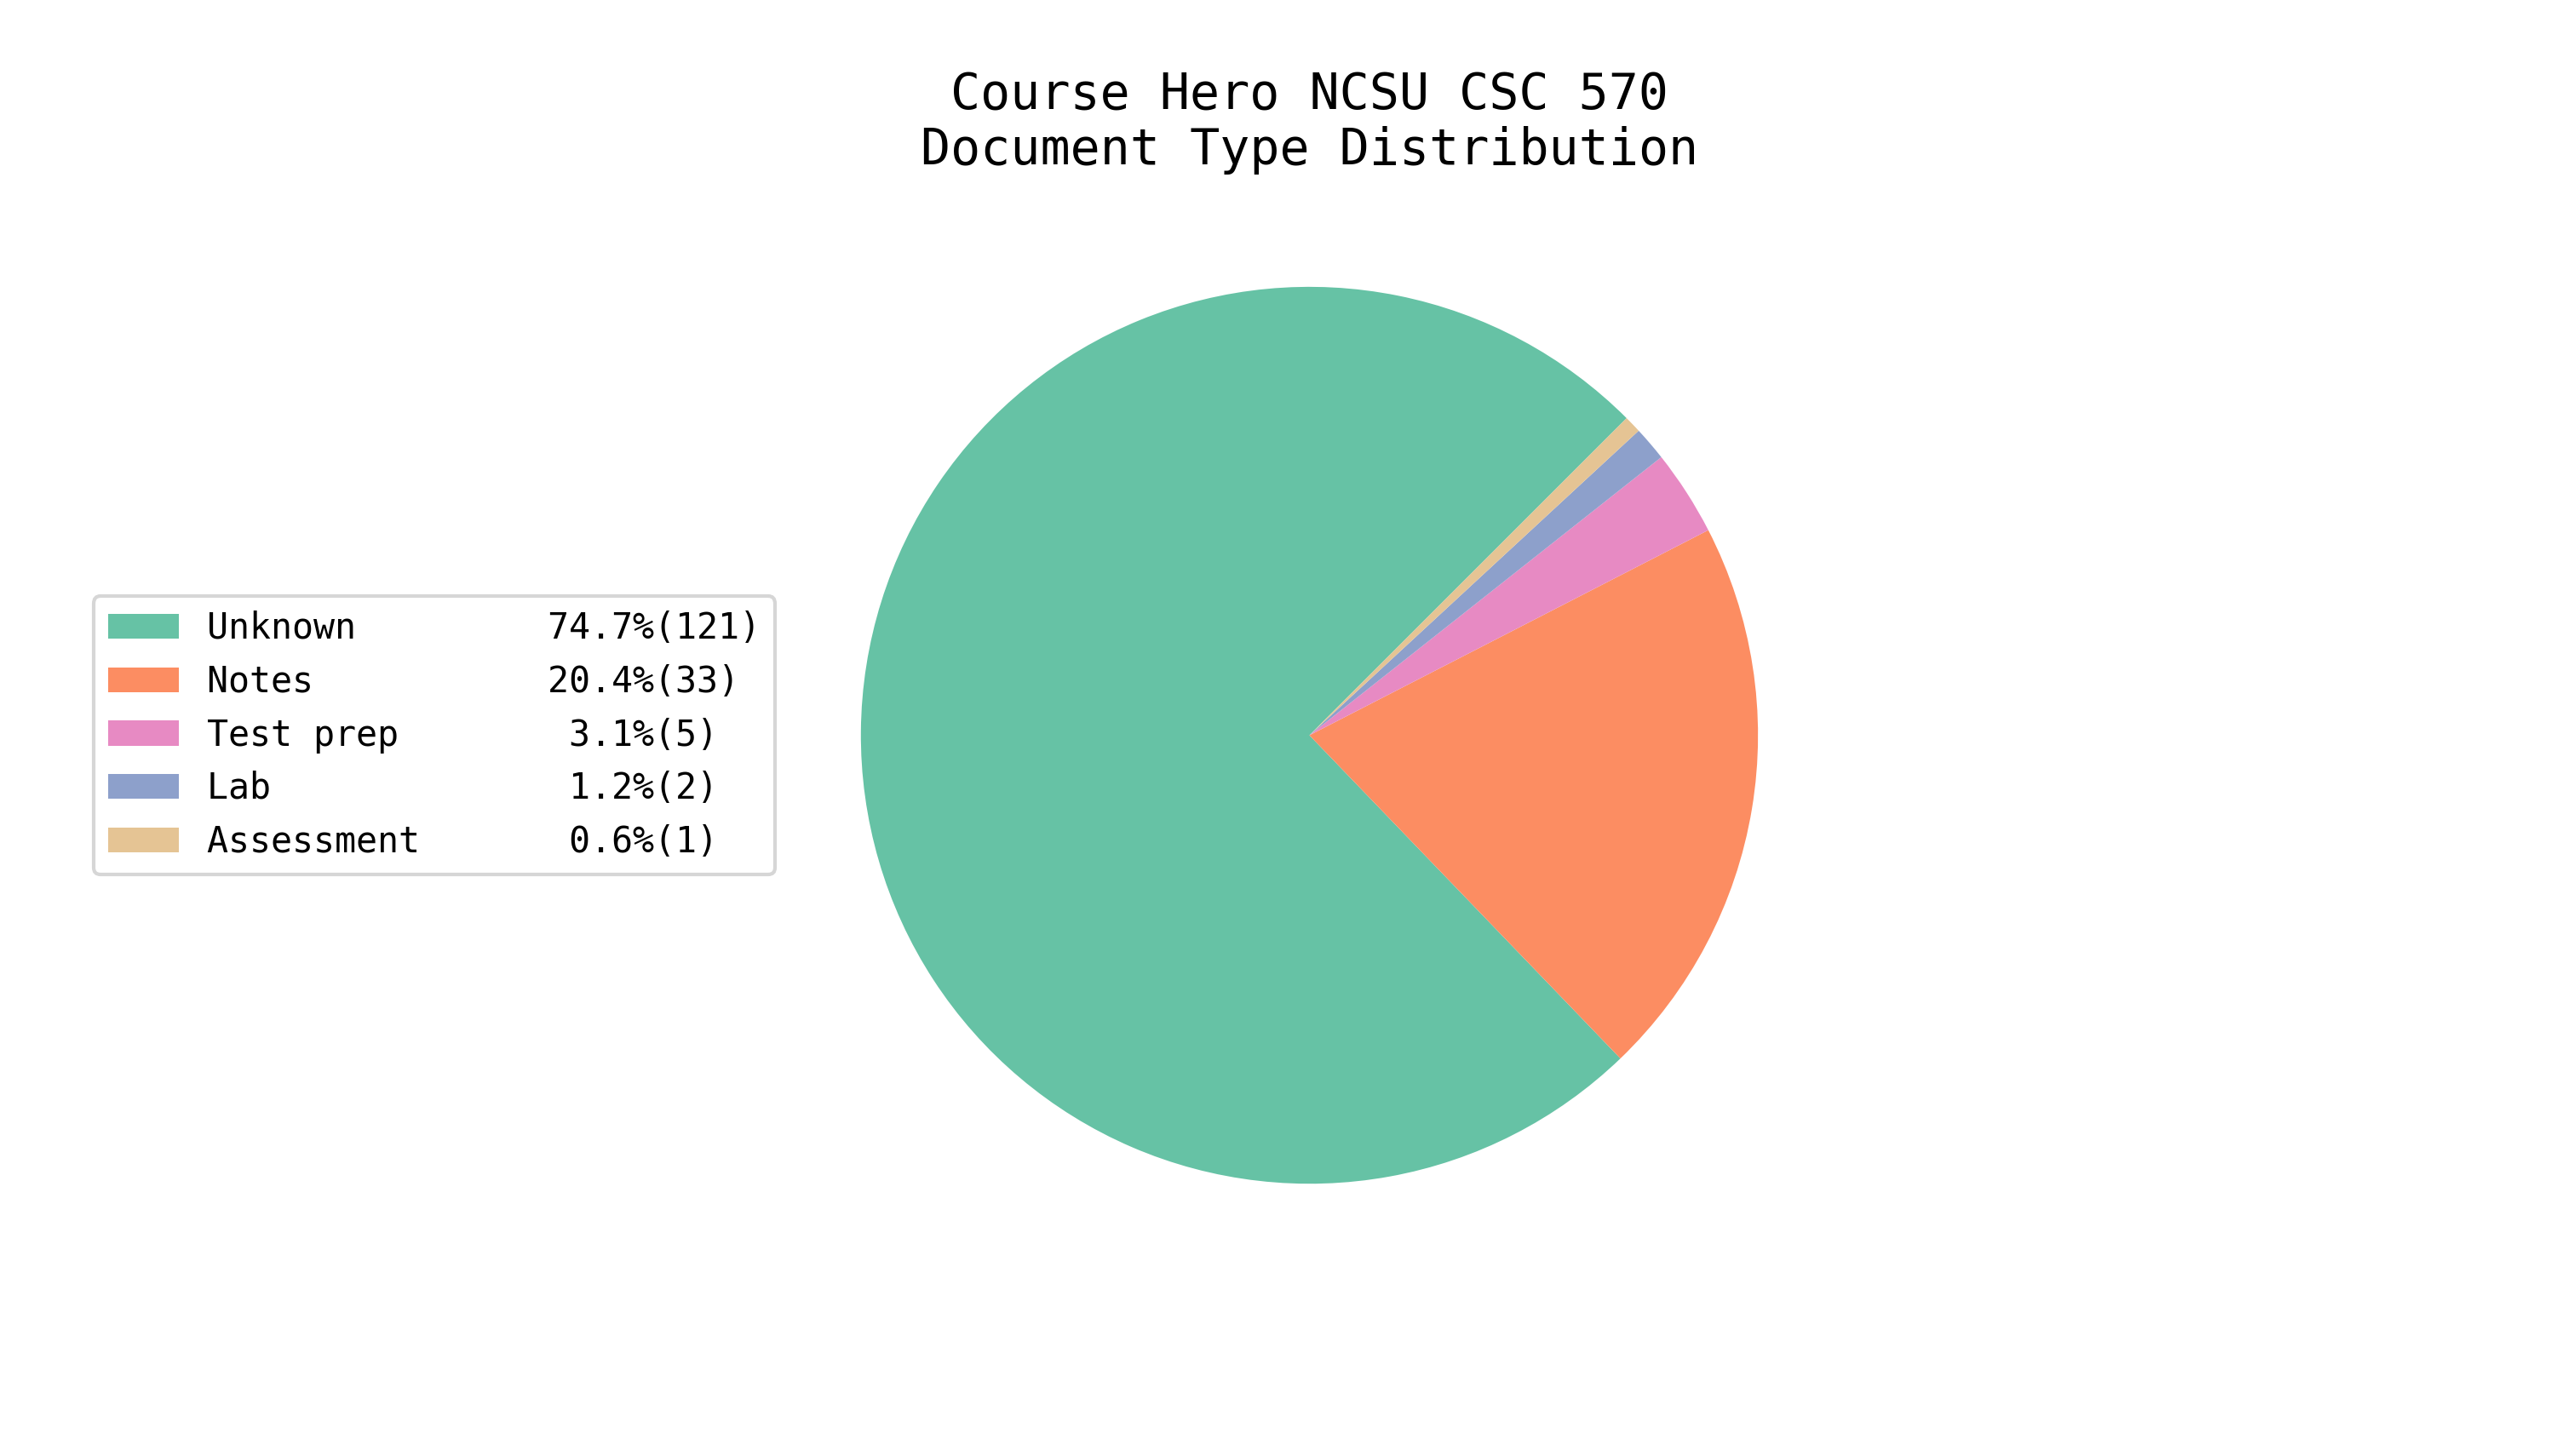 Course Hero NCSU CSC 570
Document Type Distribution
Unknown 74.7%(121)
Notes 20.4%(33)
Test prep 3.1%(5)
Lab 1.2%(2)
Assessment 0.6%(1)